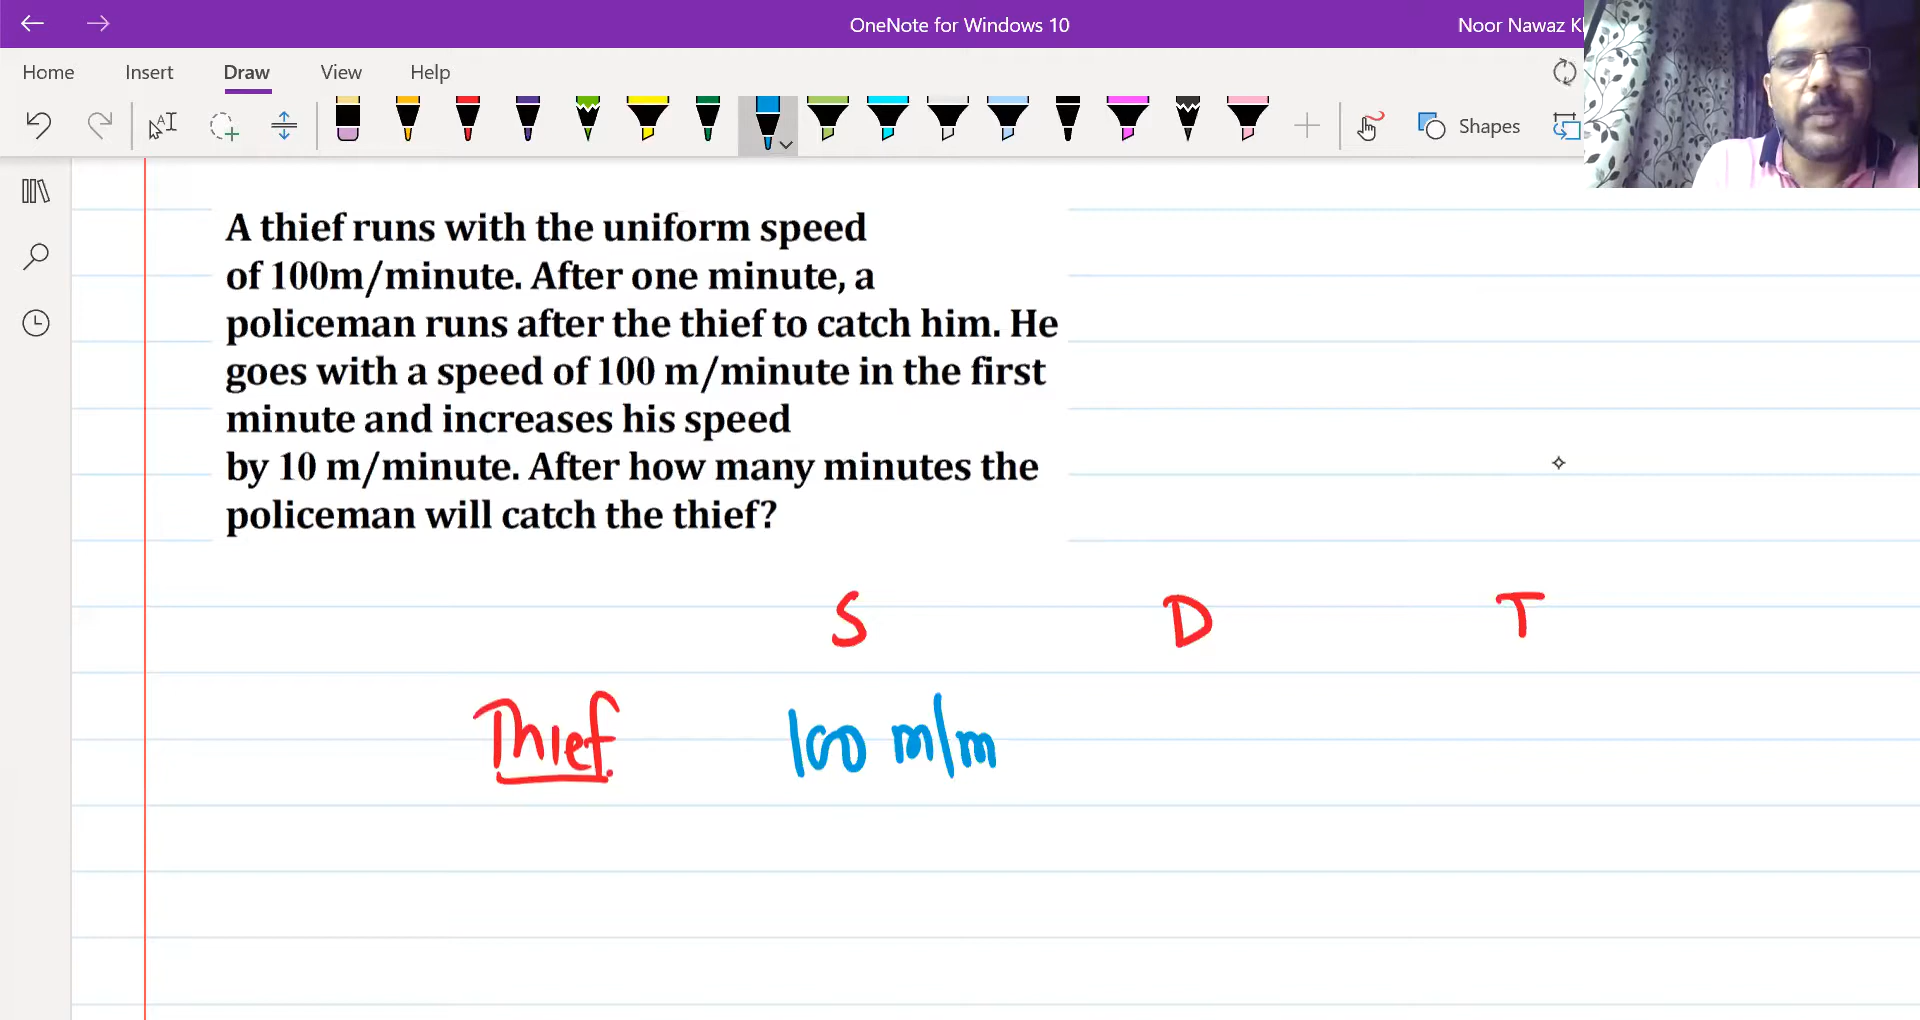 OneNote for Windows 10
Noor Nawaz
Home Insert Draw View Help
Shapes
A thief runs with the uniform speed
of 100m/minute. After one minute, a
policeman runs after the thief to catch him. He
goes with a speed of 100 m/minute in the first
minute and increases his speed
by 10 m/minute. After how many minutes the
policeman will catch the thief?
S D T
Thief. 100 m/m